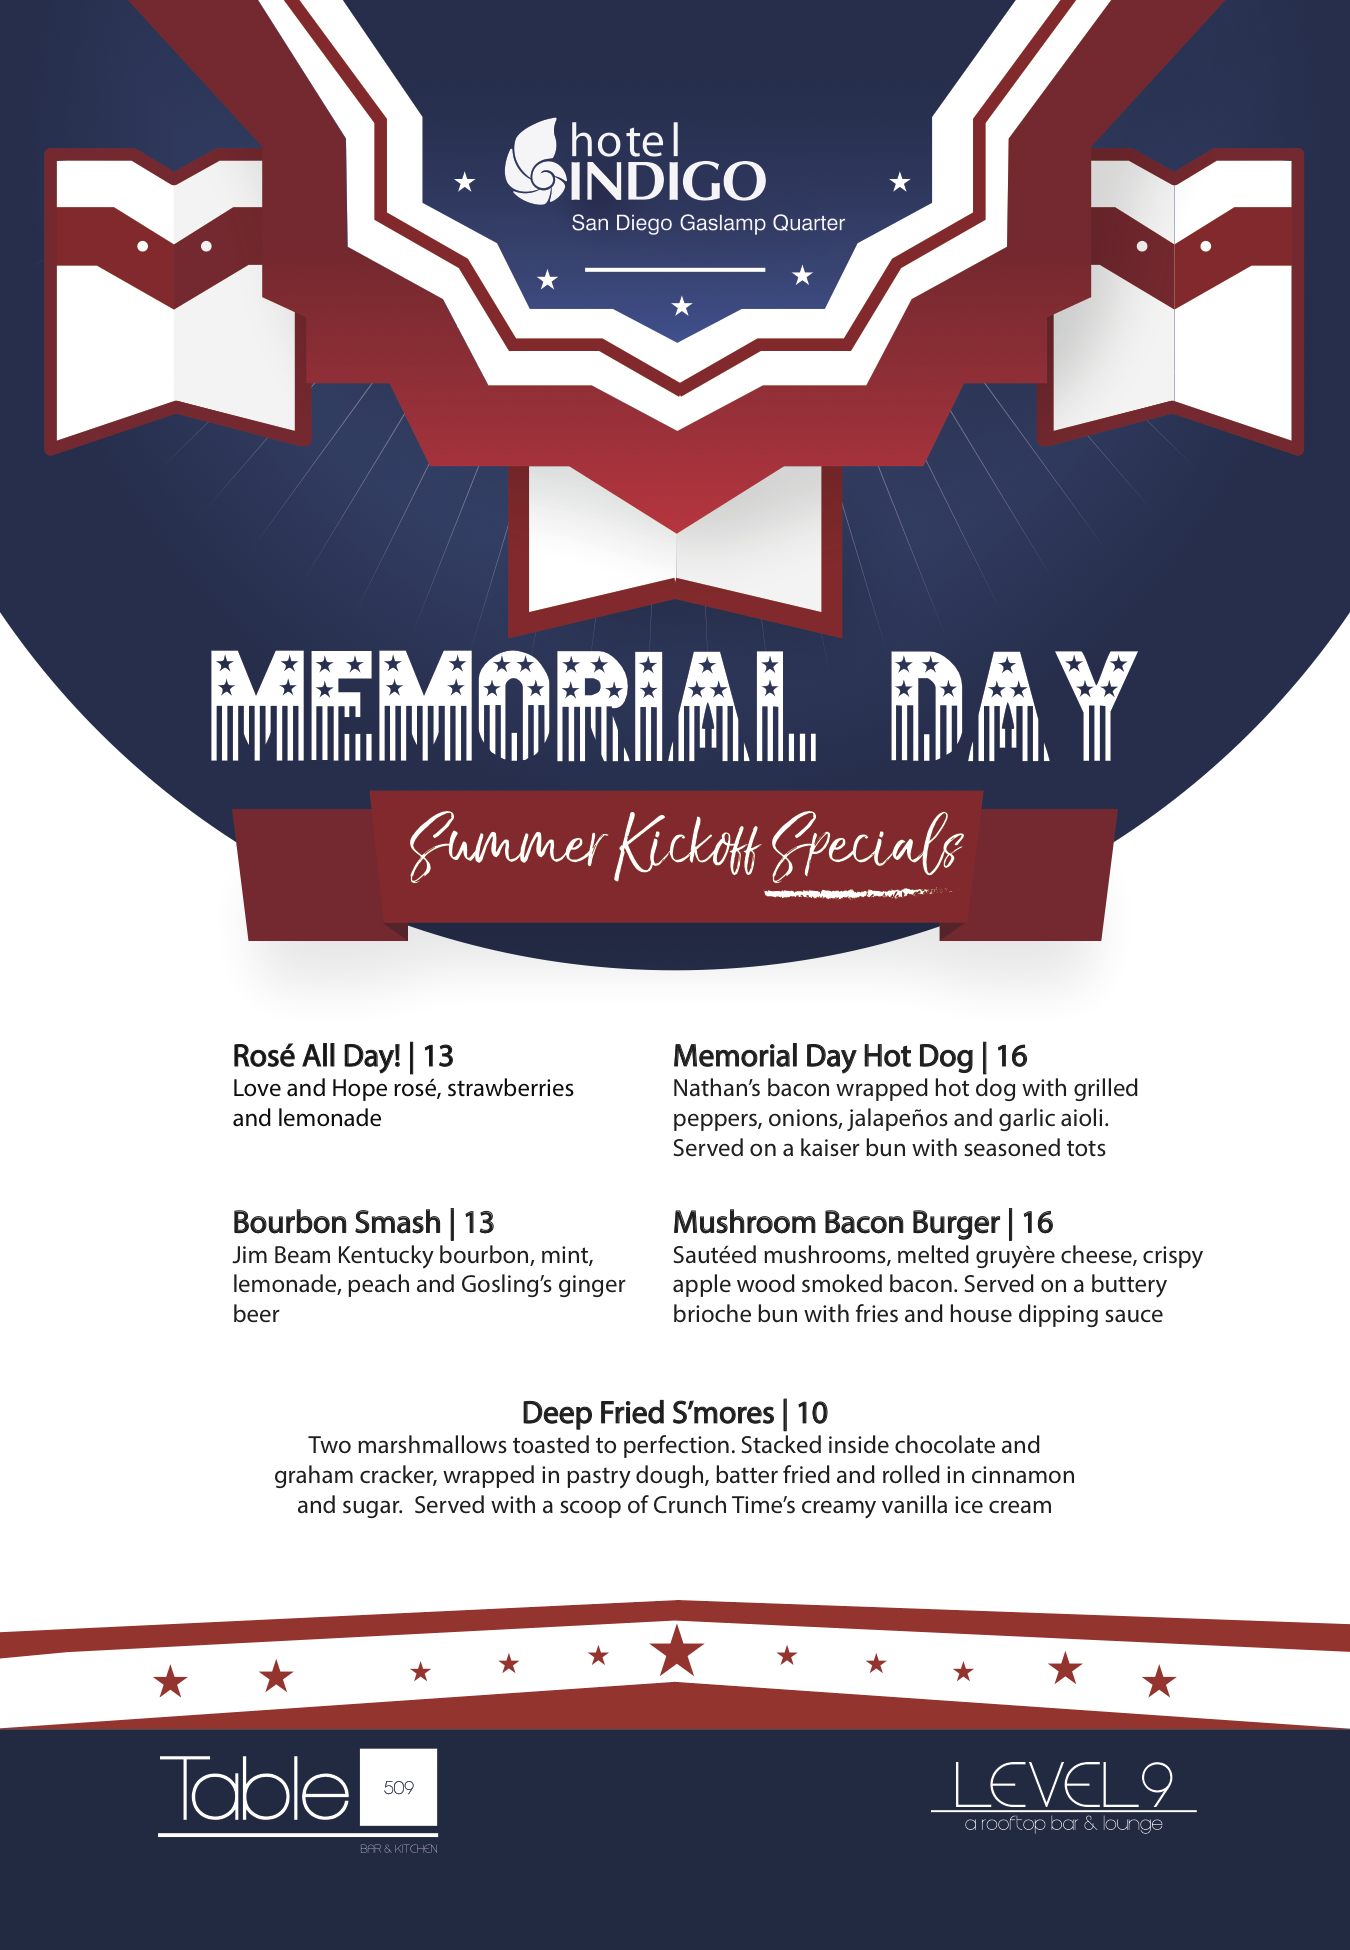 hotel
INDIGO
San Diego Gaslamp Quarter
MEMORIAL DAY
Summer Kickoff Specials
Rosé All Day! | 13
Love and Hope rosé, strawberries
and lemonade
Memorial Day Hot Dog | 16
Nathan’s bacon wrapped hot dog with grilled
peppers, onions, jalapeños and garlic aioli.
Served on a kaiser bun with seasoned tots
Bourbon Smash | 13
Jim Beam Kentucky bourbon, mint,
lemonade, peach and Gosling’s ginger
beer
Mushroom Bacon Burger | 16
Sautéed mushrooms, melted gruyère cheese, crispy
apple wood smoked bacon. Served on a buttery
brioche bun with fries and house dipping sauce
Deep Fried S’mores | 10
Two marshmallows toasted to perfection. Stacked inside chocolate and
graham cracker, wrapped in pastry dough, batter fried and rolled in cinnamon
and sugar.  Served with a scoop of Crunch Time’s creamy vanilla ice cream
Table 509
BAR & KITCHEN
LEVEL 9
a rooftop bar & lounge